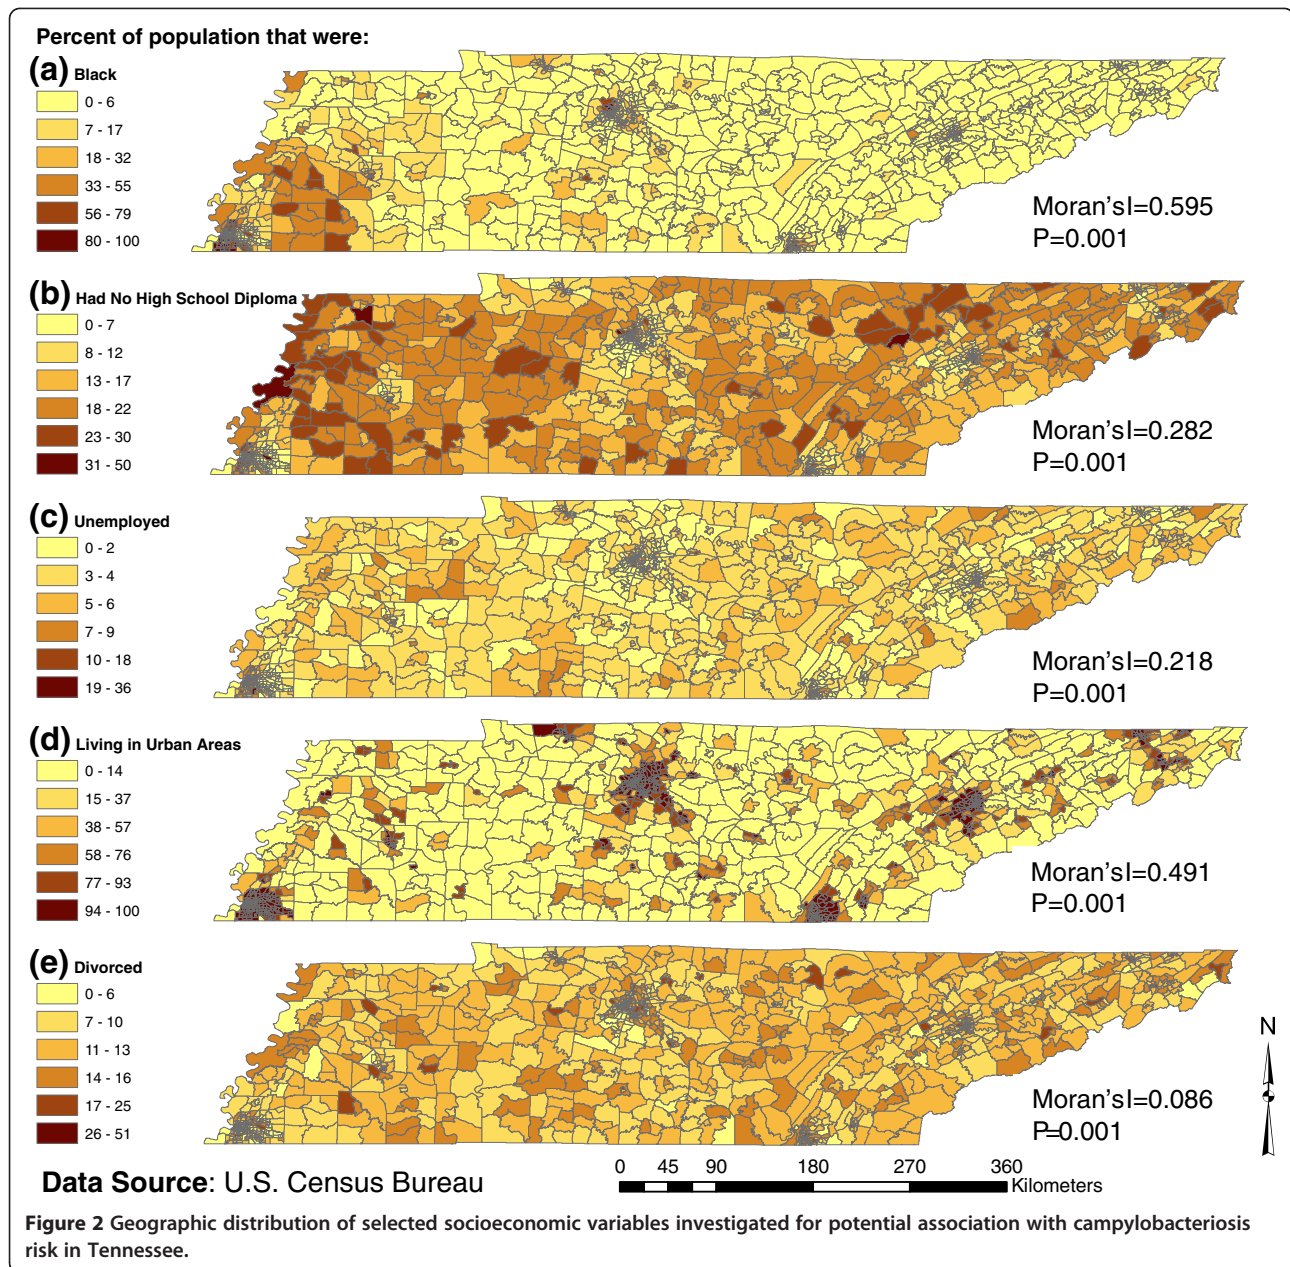 Percent of population that were:
(a) Black
0 - 6
7 - 17
18 - 32
33 - 55
56 - 79
80 - 100
Moran'sI=0.595
P=0.001
(b) Had No High School Diploma
0 - 7
8 - 12
13 - 17
18 - 22
23 - 30
31 - 50
Moran'sI=0.282
P=0.001
(c) Unemployed
0 - 2
3 - 4
5 - 6
7 - 9
10 - 18
19 - 36
Moran'sI=0.218
P=0.001
(d) Living in Urban Areas
0 - 14
15 - 37
38 - 57
58 - 76
77 - 93
94 - 100
Moran'sI=0.491
P=0.001
(e) Divorced
0 - 6
7 - 10
11 - 13
14 - 16
17 - 25
26 - 51
Moran'sI=0.086
P=0.001
N
Data Source: U.S. Census Bureau
0 45 90 180 270 360
Kilometers
Figure 2 Geographic distribution of selected socioeconomic variables investigated for potential association with campylobacteriosis
risk in Tennessee.